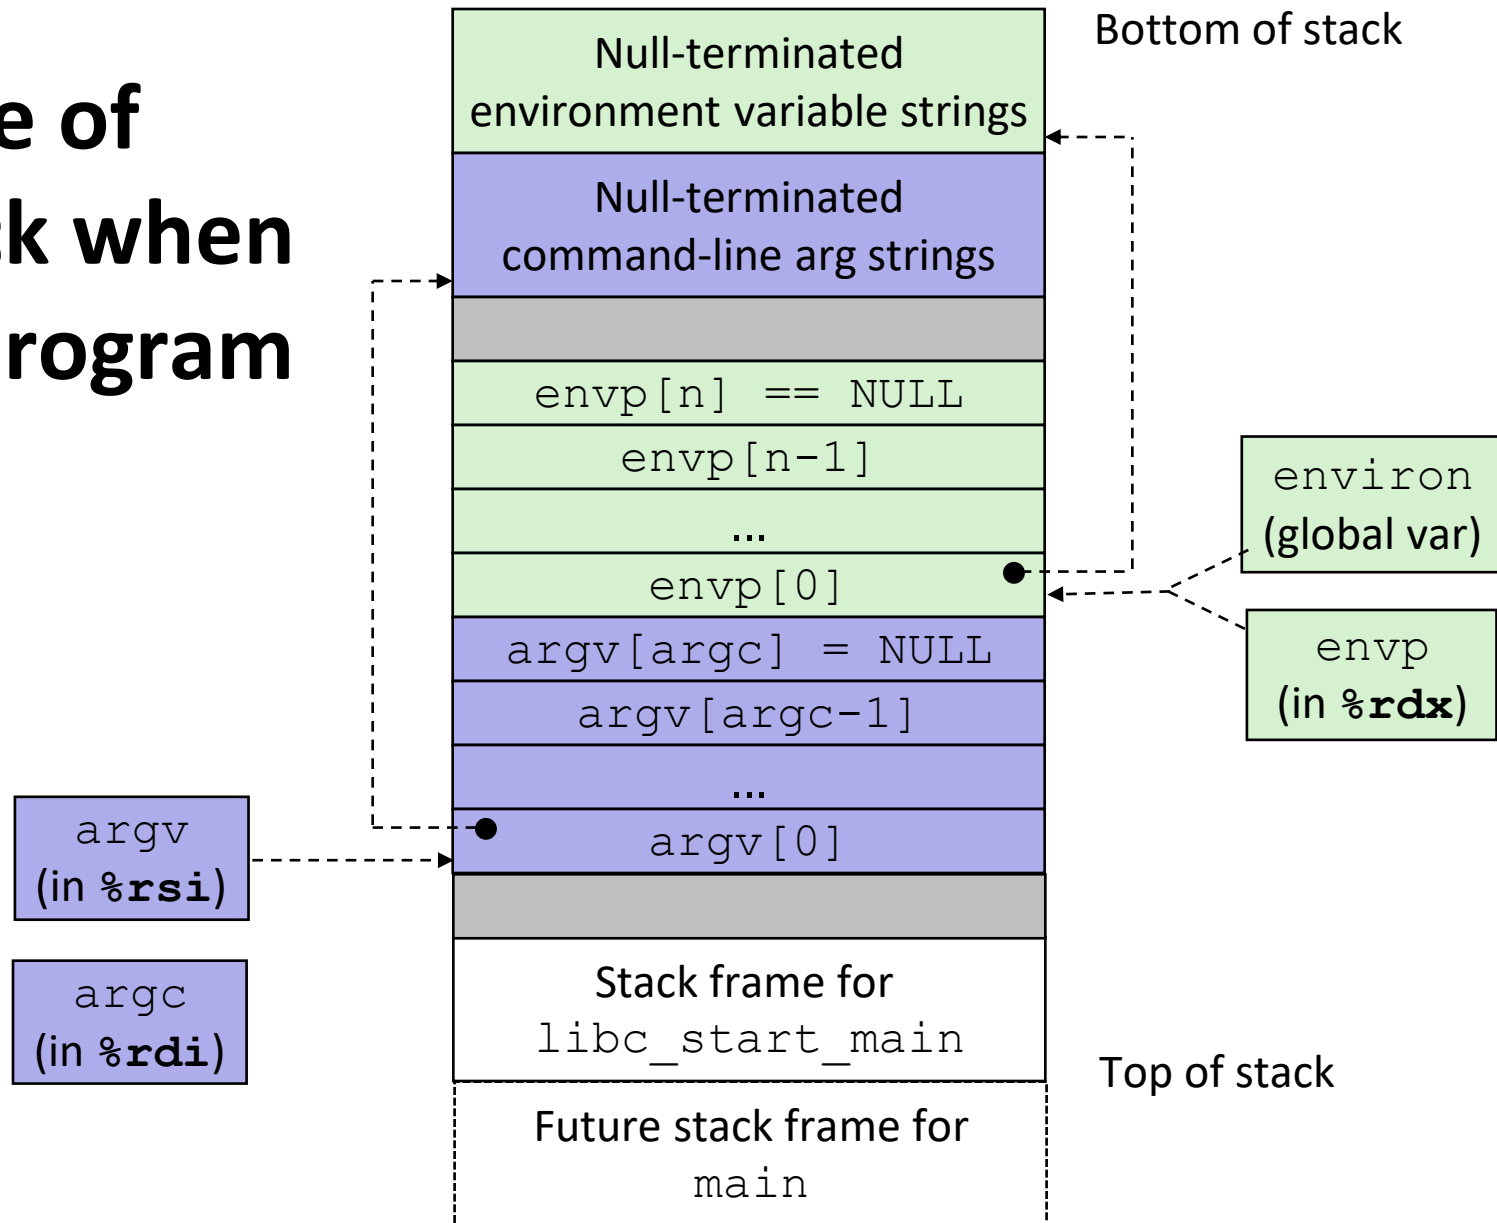 e of
ck when
rogram
Bottom of stack
Null-terminated
environment variable strings
Null-terminated
command-line arg strings
envp[n] == NULL
envp[n-1]
...
envp[0]
argv[argc] = NULL
argv[argc-1]
...
argv[0]
environ
(global var)
envp
(in %rdx)
argv
(in %rsi)
argc
(in %rdi)
Stack frame for
libc_start_main
Top of stack
Future stack frame for
main